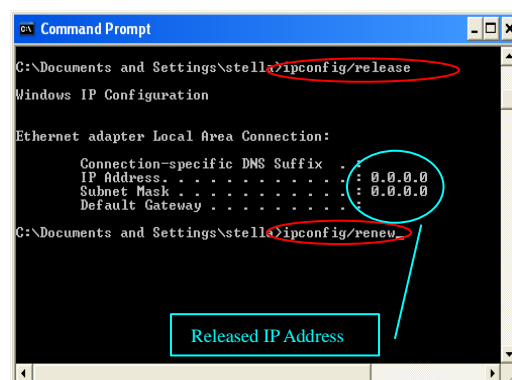 Command Prompt
C:\Documents and Settings\stella>ipconfig/release
Windows IP Configuration
Ethernet adapter Local Area Connection:
Connection-specific DNS Suffix . :
IP Address. . . . . . . . . . . . : 0.0.0.0
Subnet Mask . . . . . . . . . . . : 0.0.0.0
Default Gateway . . . . . . . . . :
C:\Documents and Settings\stella>ipconfig/renew_
Released IP Address